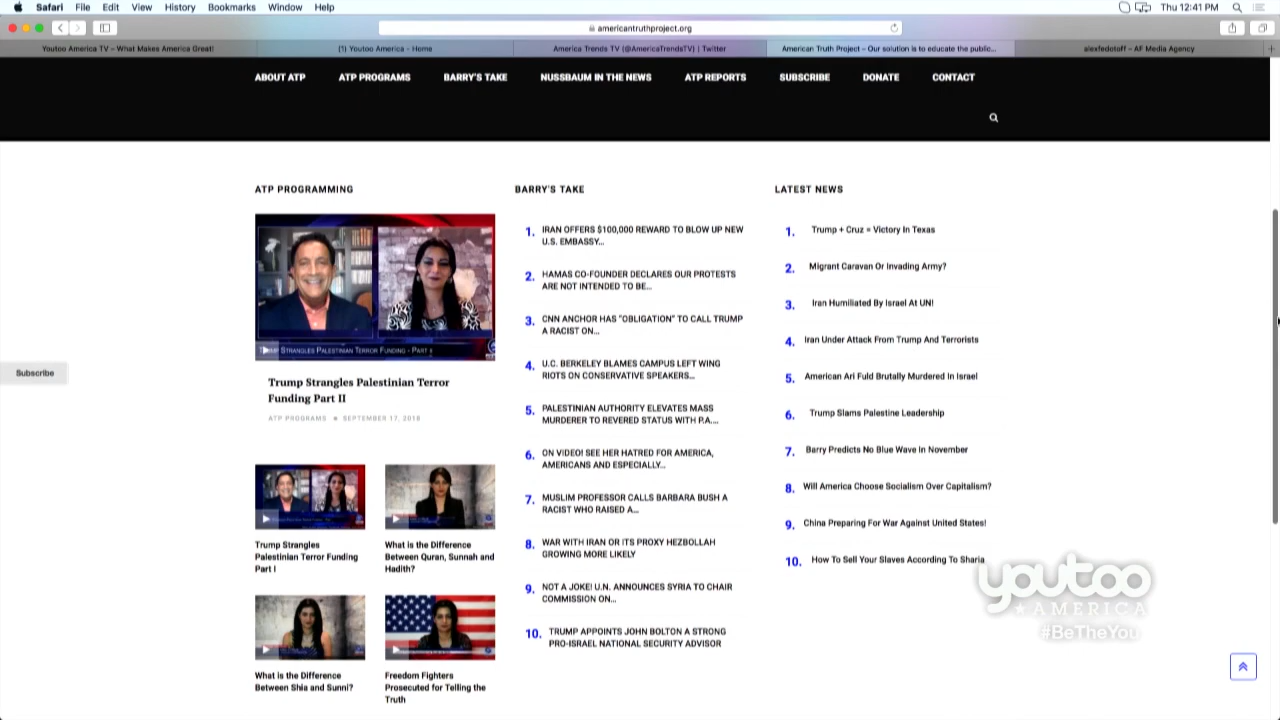 Safari File Edit View History Bookmarks Window Help
Thu 12:41 PM
americantruthproject.org
Youtoo America TV – What Makes America Great!
(1) Youtoo America - Home
America Trends TV (@AmericaTrendsTV) | Twitter
American Truth Project – Our solution is to educate the public...
alexfedotoff – AF Media Agency
ABOUT ATP
ATP PROGRAMS
BARRY'S TAKE
NUSSBAUM IN THE NEWS
ATP REPORTS
SUBSCRIBE
DONATE
CONTACT
ATP PROGRAMMING
TRUMP STRANGLES PALESTINIAN TERROR FUNDING - PART II
Trump Strangles Palestinian Terror
Funding Part II
ATP PROGRAMS SEPTEMBER 17, 2018
Trump Strangles
Palestinian Terror Funding
Part I
What is the Difference
Between Quran, Sunnah and
Hadith?
What is the Difference
Between Shia and Sunni?
Freedom Fighters
Prosecuted for Telling the
Truth
Subscribe
BARRY'S TAKE
1. IRAN OFFERS $100,000 REWARD TO BLOW UP NEW
U.S. EMBASSY...
2. HAMAS CO-FOUNDER DECLARES OUR PROTESTS
ARE NOT INTENDED TO BE...
3. CNN ANCHOR HAS "OBLIGATION" TO CALL TRUMP
A RACIST ON...
4. U.C. BERKELEY BLAMES CAMPUS LEFT WING
RIOTS ON CONSERVATIVE SPEAKERS...
5. PALESTINIAN AUTHORITY ELEVATES MASS
MURDERER TO REVERED STATUS WITH P.A....
6. ON VIDEO! SEE HER HATRED FOR AMERICA,
AMERICANS AND ESPECIALLY...
7. MUSLIM PROFESSOR CALLS BARBARA BUSH A
RACIST WHO RAISED A...
8. WAR WITH IRAN OR ITS PROXY HEZBOLLAH
GROWING MORE LIKELY
9. NOT A JOKE! U.N. ANNOUNCES SYRIA TO CHAIR
COMMISSION ON...
10. TRUMP APPOINTS JOHN BOLTON A STRONG
PRO-ISRAEL NATIONAL SECURITY ADVISOR
LATEST NEWS
1. Trump + Cruz = Victory In Texas
2. Migrant Caravan Or Invading Army?
3. Iran Humiliated By Israel At UN!
4. Iran Under Attack From Trump And Terrorists
5. American Ari Fuld Brutally Murdered In Israel
6. Trump Slams Palestine Leadership
7. Barry Predicts No Blue Wave In November
8. Will America Choose Socialism Over Capitalism?
9. China Preparing For War Against United States!
10. How To Sell Your Slaves According To Sharia
youtoo
AMERICA
#BeTheYou